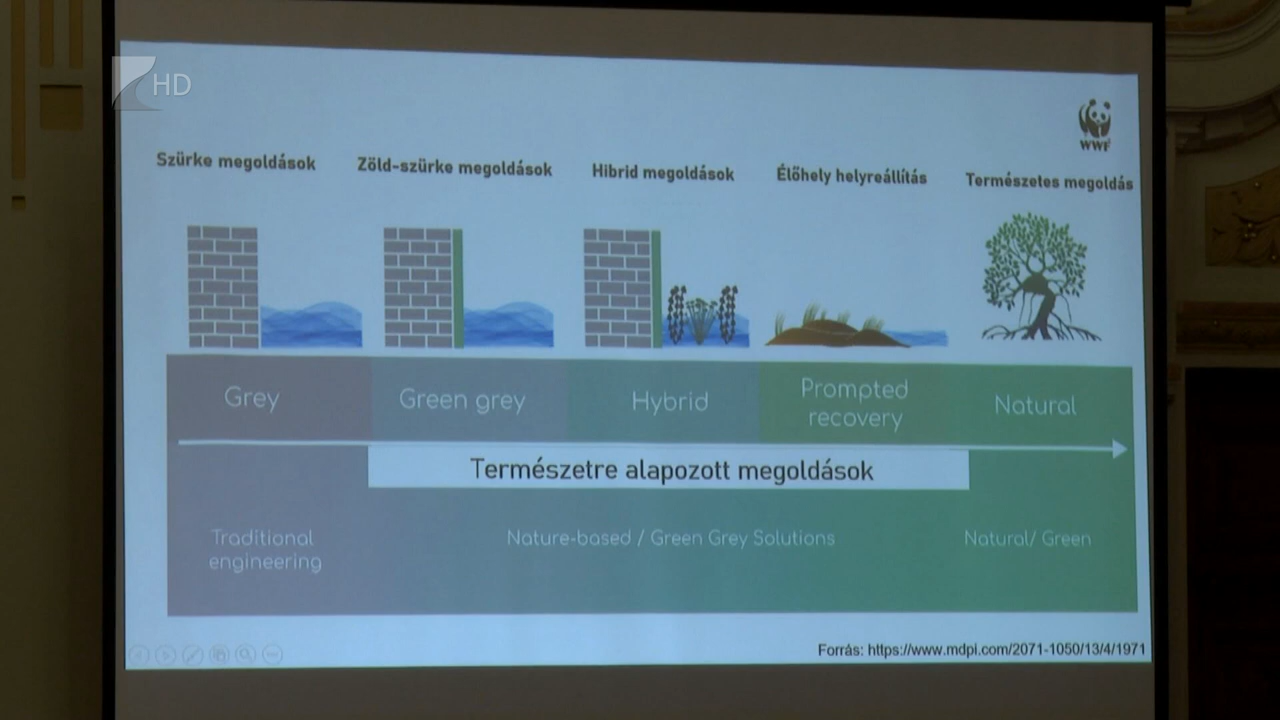 HD
WWF
Szürke megoldások
Zöld-szürke megoldások
Hibrid megoldások
Élőhely helyreállítás
Természetes megoldás
Grey
Green grey
Hybrid
Prompted
recovery
Natural
Természetre alapozott megoldások
Traditional
engineering
Nature-based / Green Grey Solutions
Natural/ Green
Forrás: https://www.mdpi.com/2071-1050/13/4/1971